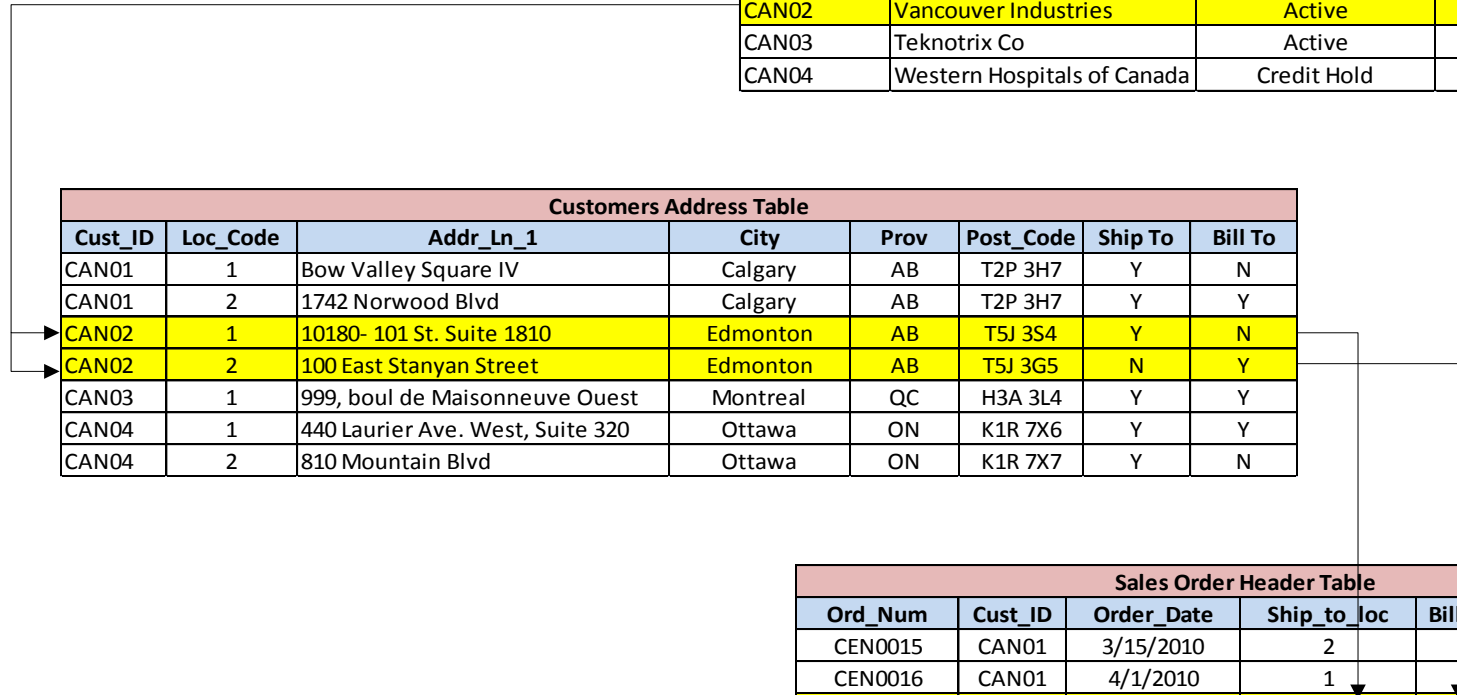 CAN02 Vancouver Industries Active
CAN03 Teknotrix Co Active
CAN04 Western Hospitals of Canada Credit Hold
Customers Address Table
Cust_ID Loc_Code Addr_Ln_1 City Prov Post_Code Ship To Bill To
CAN01 1 Bow Valley Square IV Calgary AB T2P 3H7 Y N
CAN01 2 1742 Norwood Blvd Calgary AB T2P 3H7 Y Y
CAN02 1 10180- 101 St. Suite 1810 Edmonton AB T5J 3S4 Y N
CAN02 2 100 East Stanyan Street Edmonton AB T5J 3G5 N Y
CAN03 1 999, boul de Maisonneuve Ouest Montreal QC H3A 3L4 Y Y
CAN04 1 440 Laurier Ave. West, Suite 320 Ottawa ON K1R 7X6 Y Y
CAN04 2 810 Mountain Blvd Ottawa ON K1R 7X7 Y N
Sales Order Header Table
Ord_Num Cust_ID Order_Date Ship_to_loc Bill
CEN0015 CAN01 3/15/2010 2
CEN0016 CAN01 4/1/2010 1